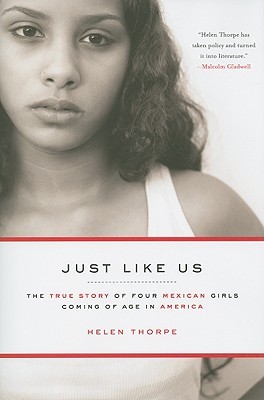 "Helen Thorpe has
taken policy and turned
it into literature."
—Malcolm Gladwell
JUST LIKE US
THE TRUE STORY OF FOUR MEXICAN GIRLS
COMING OF AGE IN AMERICA
HELEN THORPE